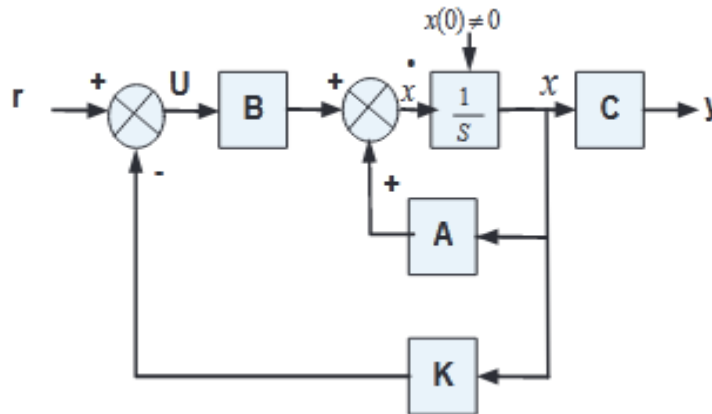 x(0)≠0
r
+
U
B
+
ẋ
1
S
x
C
y
-
+
A
K